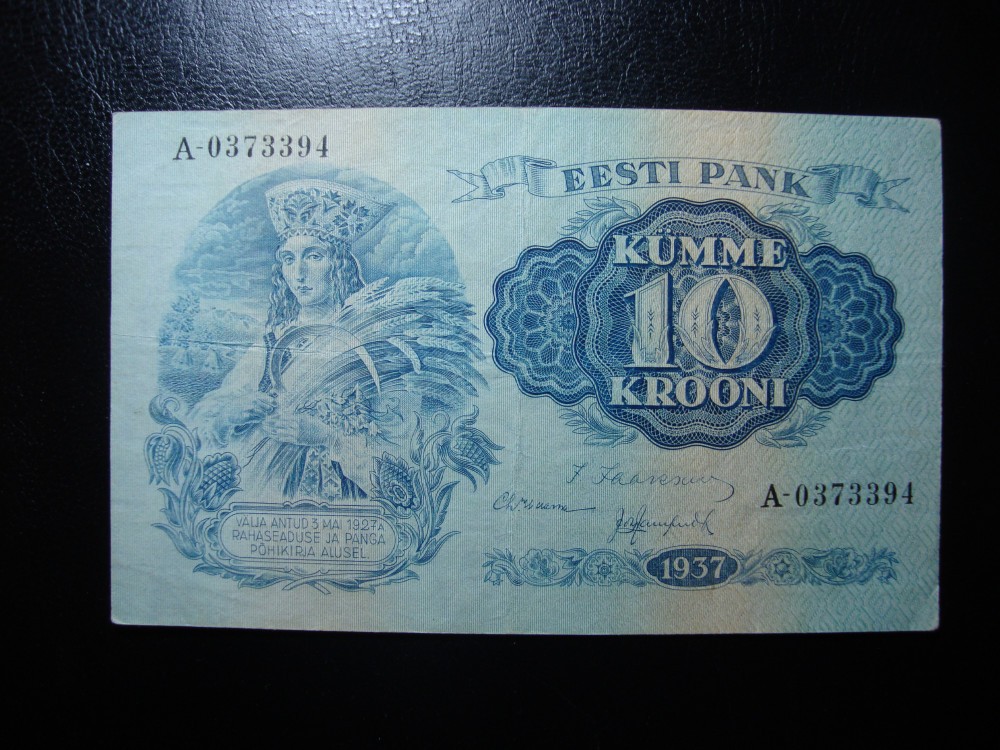 A-0373394
EESTI PANK
KÜMME
10
KROONI
A-0373394
VÄLJA ANTUD 3 MAI 1927.A
RAHASEADUSE JA PANGA
PÕHIKIRJA ALUSEL.
1937